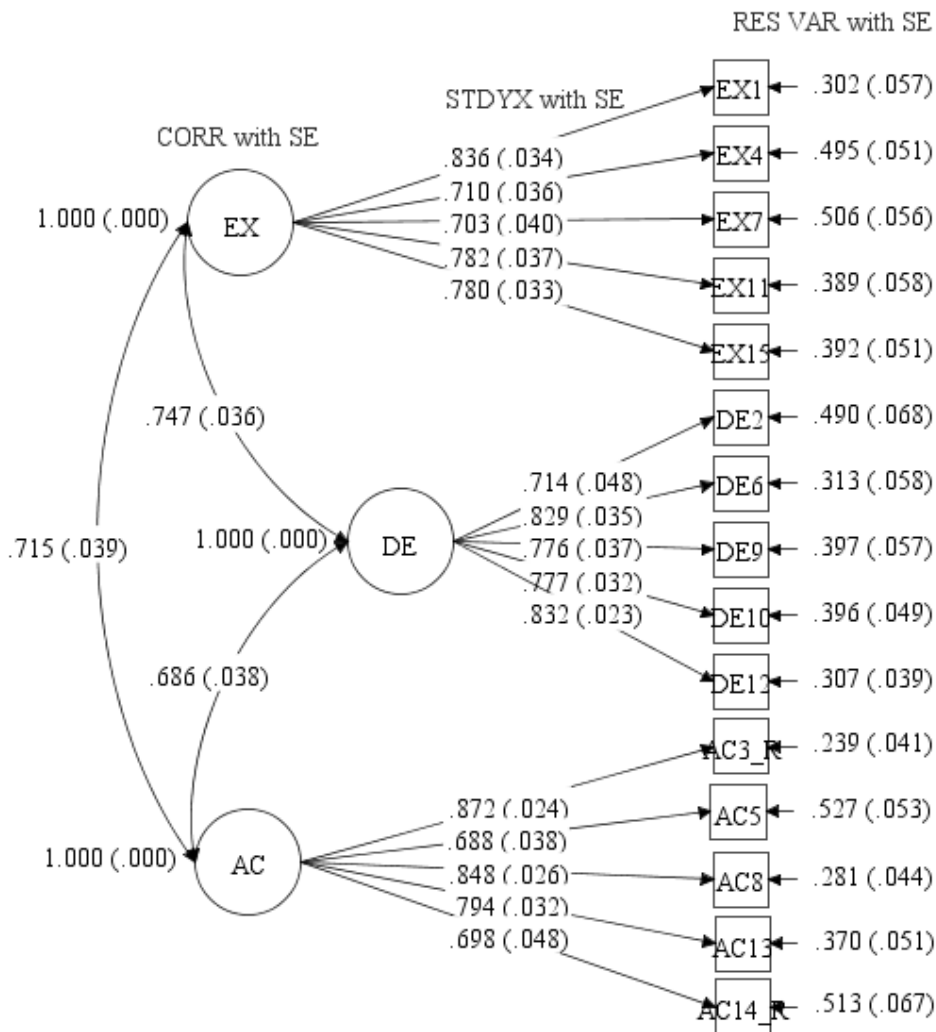 RES VAR with SE
EX1 .302 (.057)
STDYX with SE
CORR with SE
.836 (.034)
EX4 .495 (.051)
.710 (.036)
1.000 (.000) EX .703 (.040) EX7 .506 (.056)
.782 (.037)
.780 (.033)
EX11 .389 (.058)
EX15 .392 (.051)
.747 (.036)
DE2 .490 (.068)
.714 (.048)
DE6 .313 (.058)
.829 (.035)
.715 (.039) 1.000 (.000) DE .776 (.037) DE9 .397 (.057)
.777 (.032)
.832 (.023)
DE10 .396 (.049)
.686 (.038)
DE12 .307 (.039)
AC3_R .239 (.041)
.872 (.024)
AC5 .527 (.053)
.688 (.038)
1.000 (.000) AC .848 (.026) AC8 .281 (.044)
.794 (.032)
.698 (.048)
AC13 .370 (.051)
AC14_R .513 (.067)